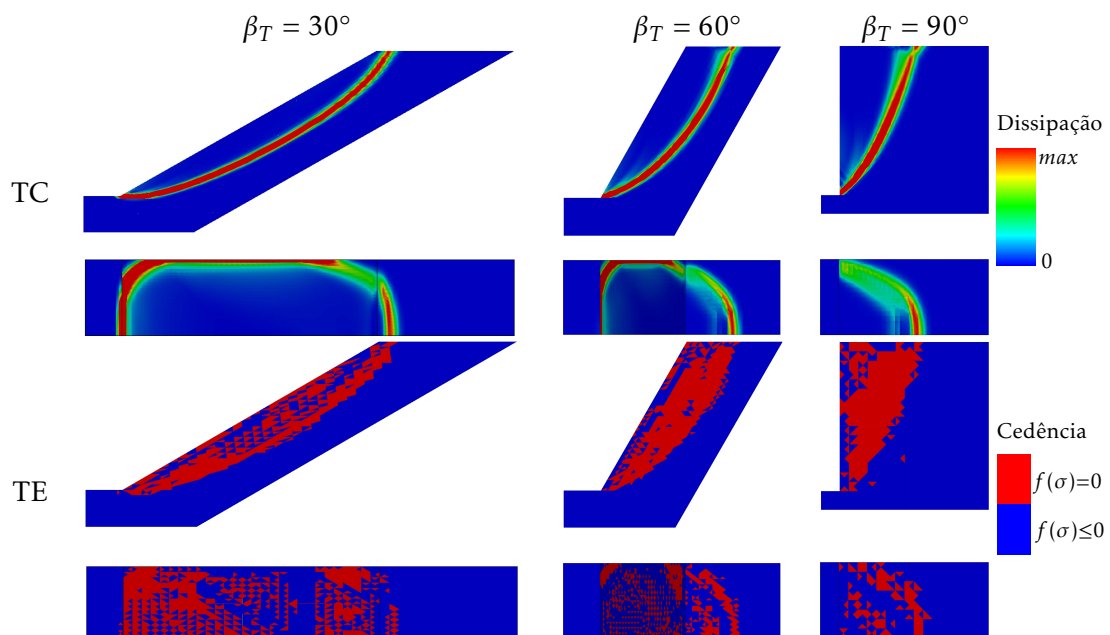 β_T = 30°
β_T = 60°
β_T = 90°
TC
Dissipação
max
0
TE
Cedência
f(σ)=0
f(σ)≤0